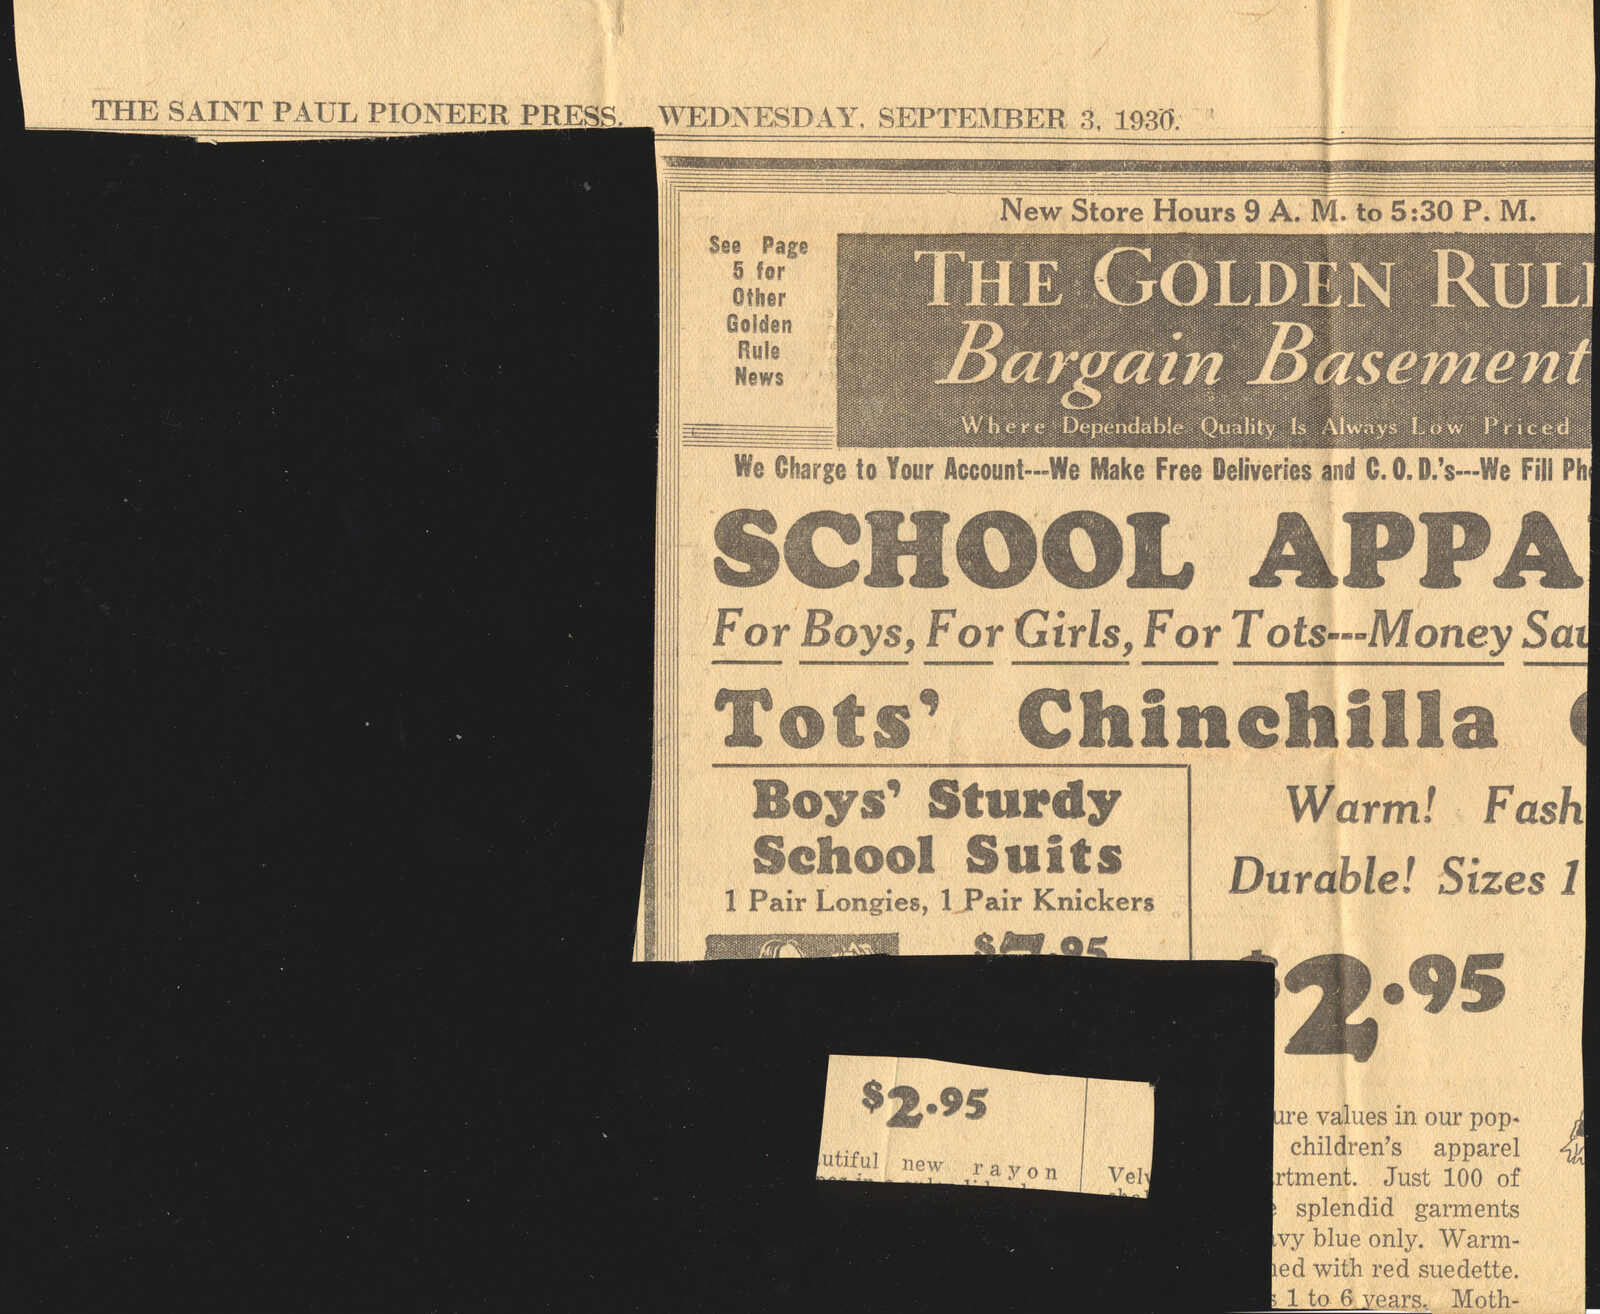 THE SAINT PAUL PIONEER PRESS. WEDNESDAY, SEPTEMBER 3, 1930.
New Store Hours 9 A. M. to 5:30 P. M.
See Page
5 for
Other
Golden
Rule
News
THE GOLDEN RUL
Bargain Basement
Where Dependable Quality Is Always Low Priced
We Charge to Your Account---We Make Free Deliveries and C.O.D.'s---We Fill Ph
SCHOOL APPA
For Boys, For Girls, For Tots---Money Sav
Tots' Chinchilla
Boys' Sturdy
School Suits
1 Pair Longies, 1 Pair Knickers
$7.95
Warm! Fash
Durable! Sizes 1
$2.95
ure values in our pop-
children's apparel
rtment. Just 100 of
splendid garments
vy blue only. Warm-
ned with red suedette.
s 1 to 6 years. Moth-
$2.95
utiful new rayon
Velv